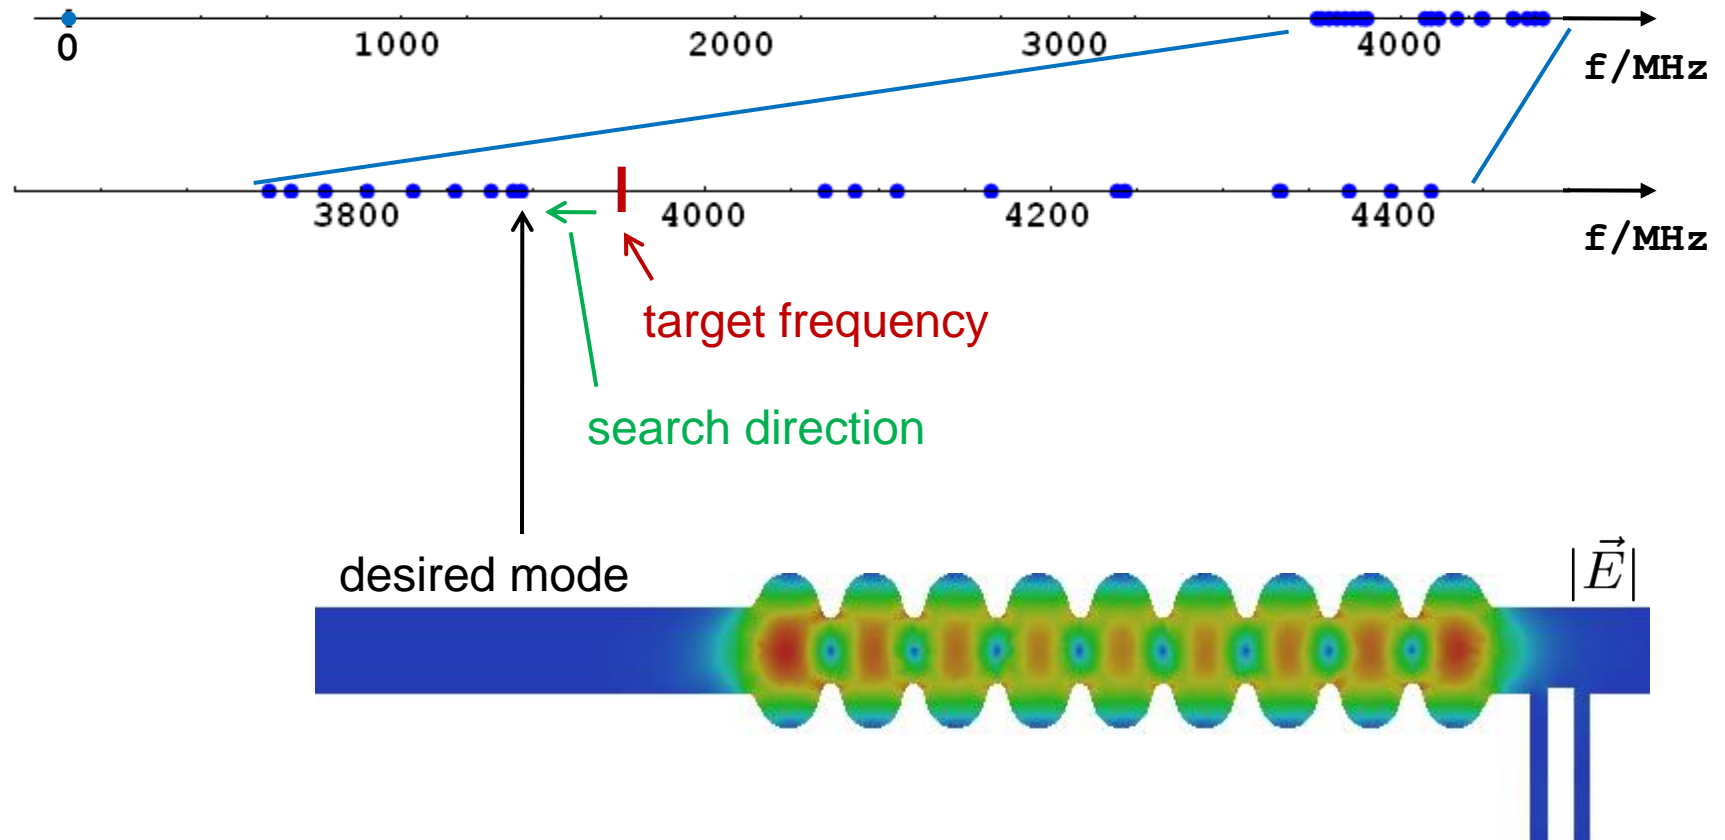 0 1000 2000 3000 4000
f/MHz
3800 4000 4200 4400
f/MHz
target frequency
search direction
desired mode
|E⃗|